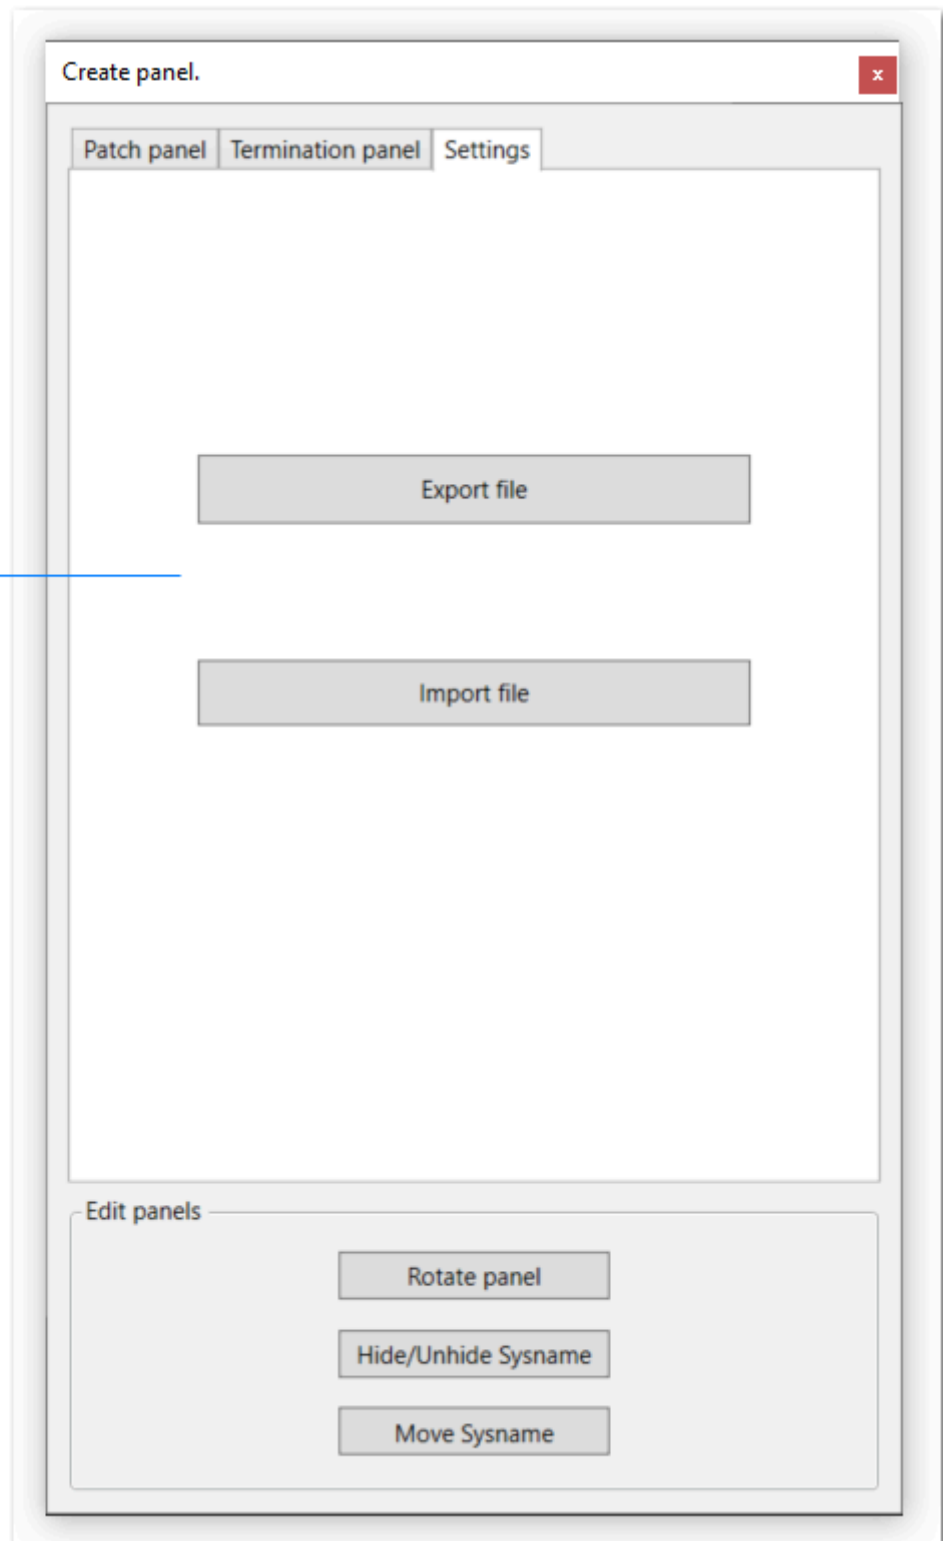 Create panel.
x
Patch panel
Termination panel
Settings
Export file
Import file
Edit panels
Rotate panel
Hide/Unhide Sysname
Move Sysname